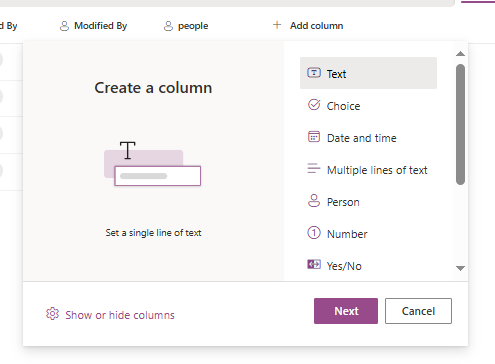 d By
Modified By
people
+ Add column
Create a column
T
Set a single line of text
Text
Choice
Date and time
Multiple lines of text
Person
Number
Yes/No
Show or hide columns
Next
Cancel